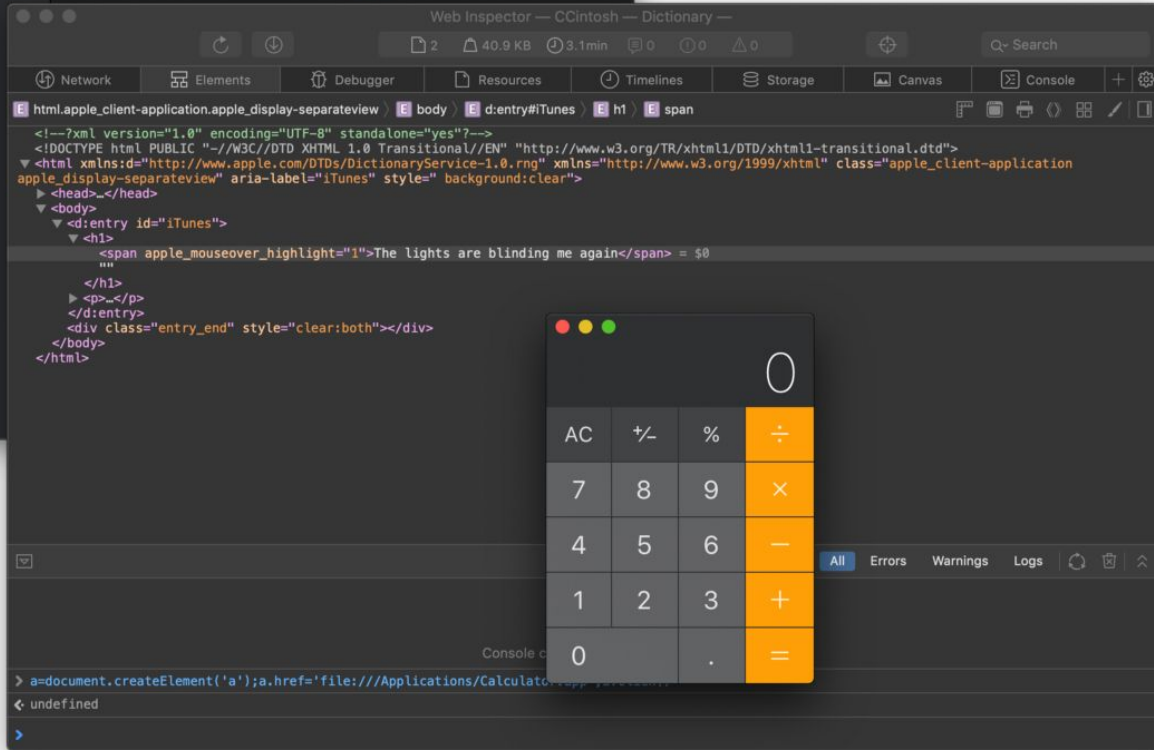 Web Inspector — CCintosh — Dictionary —
2 40.9 KB 3.1min 0 0 0 Search
Network Elements Debugger Resources Timelines Storage Canvas Console
E html.apple_client-application.apple_display-separateview E body E d:entry#iTunes E h1 E span
<!--?xml version="1.0" encoding="UTF-8" standalone="yes"?-->
<!DOCTYPE html PUBLIC "-//W3C//DTD XHTML 1.0 Transitional//EN" "http://www.w3.org/TR/xhtml1/DTD/xhtml1-transitional.dtd">
<html xmlns:d="http://www.apple.com/DTDs/DictionaryService-1.0.rng" xmlns="http://www.w3.org/1999/xhtml" class="apple_client-application
apple_display-separateview" aria-label="iTunes" style=" background:clear">
<head>…</head>
<body>
<d:entry id="iTunes">
<h1>
<span apple_mouseover_highlight="1">The lights are blinding me again</span> = $0
""
</h1>
<p>…</p>
</d:entry>
<div class="entry_end" style="clear:both"></div>
</body>
</html>
0
AC +/− % ÷
7 8 9 ×
4 5 6 −
1 2 3 +
0 . =
All Errors Warnings Logs
Console
> a=document.createElement('a');a.href='file:///Applications/Calculator
undefined
>